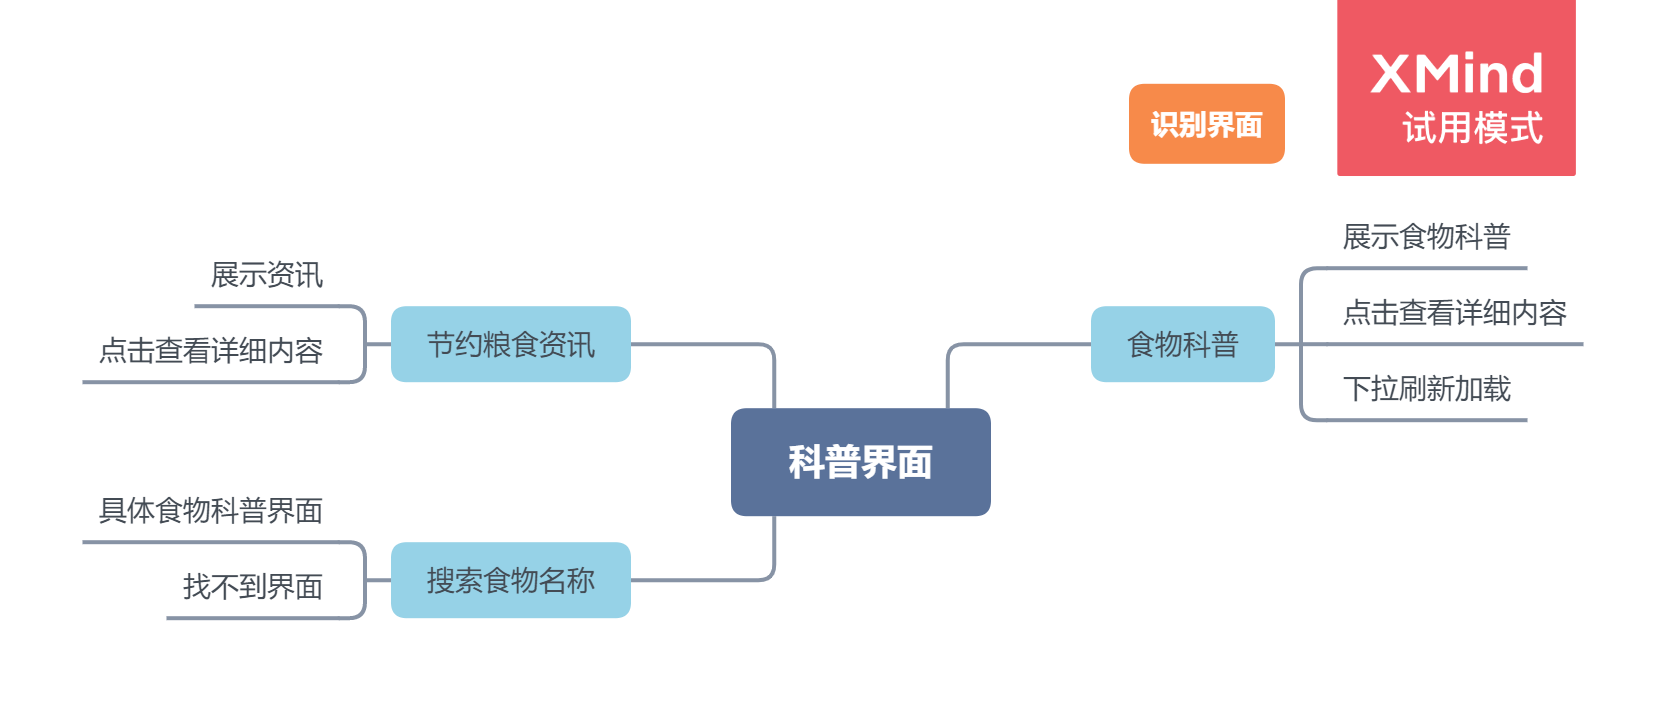 XMind
试用模式
识别界面
展示食物科普
展示资讯
点击查看详细内容
节约粮食资讯
食物科普
点击查看详细内容
下拉刷新加载
科普界面
具体食物科普界面
搜索食物名称
找不到界面